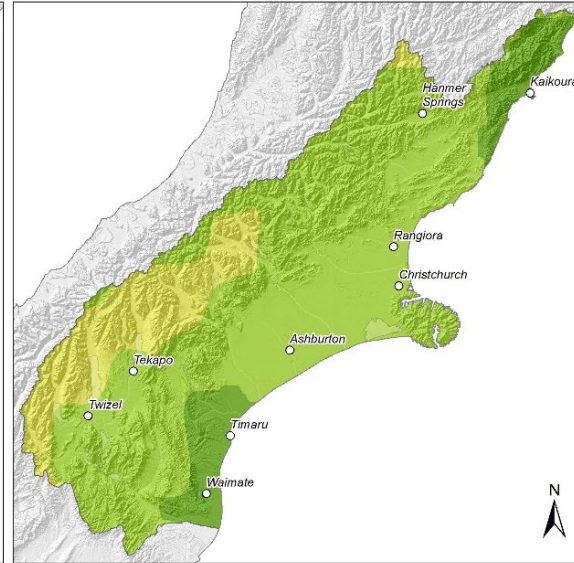 Hanmer
Springs
Kaikoura
Rangiora
Christchurch
Ashburton
Tekapo
Twizel
Timaru
Waimate
N